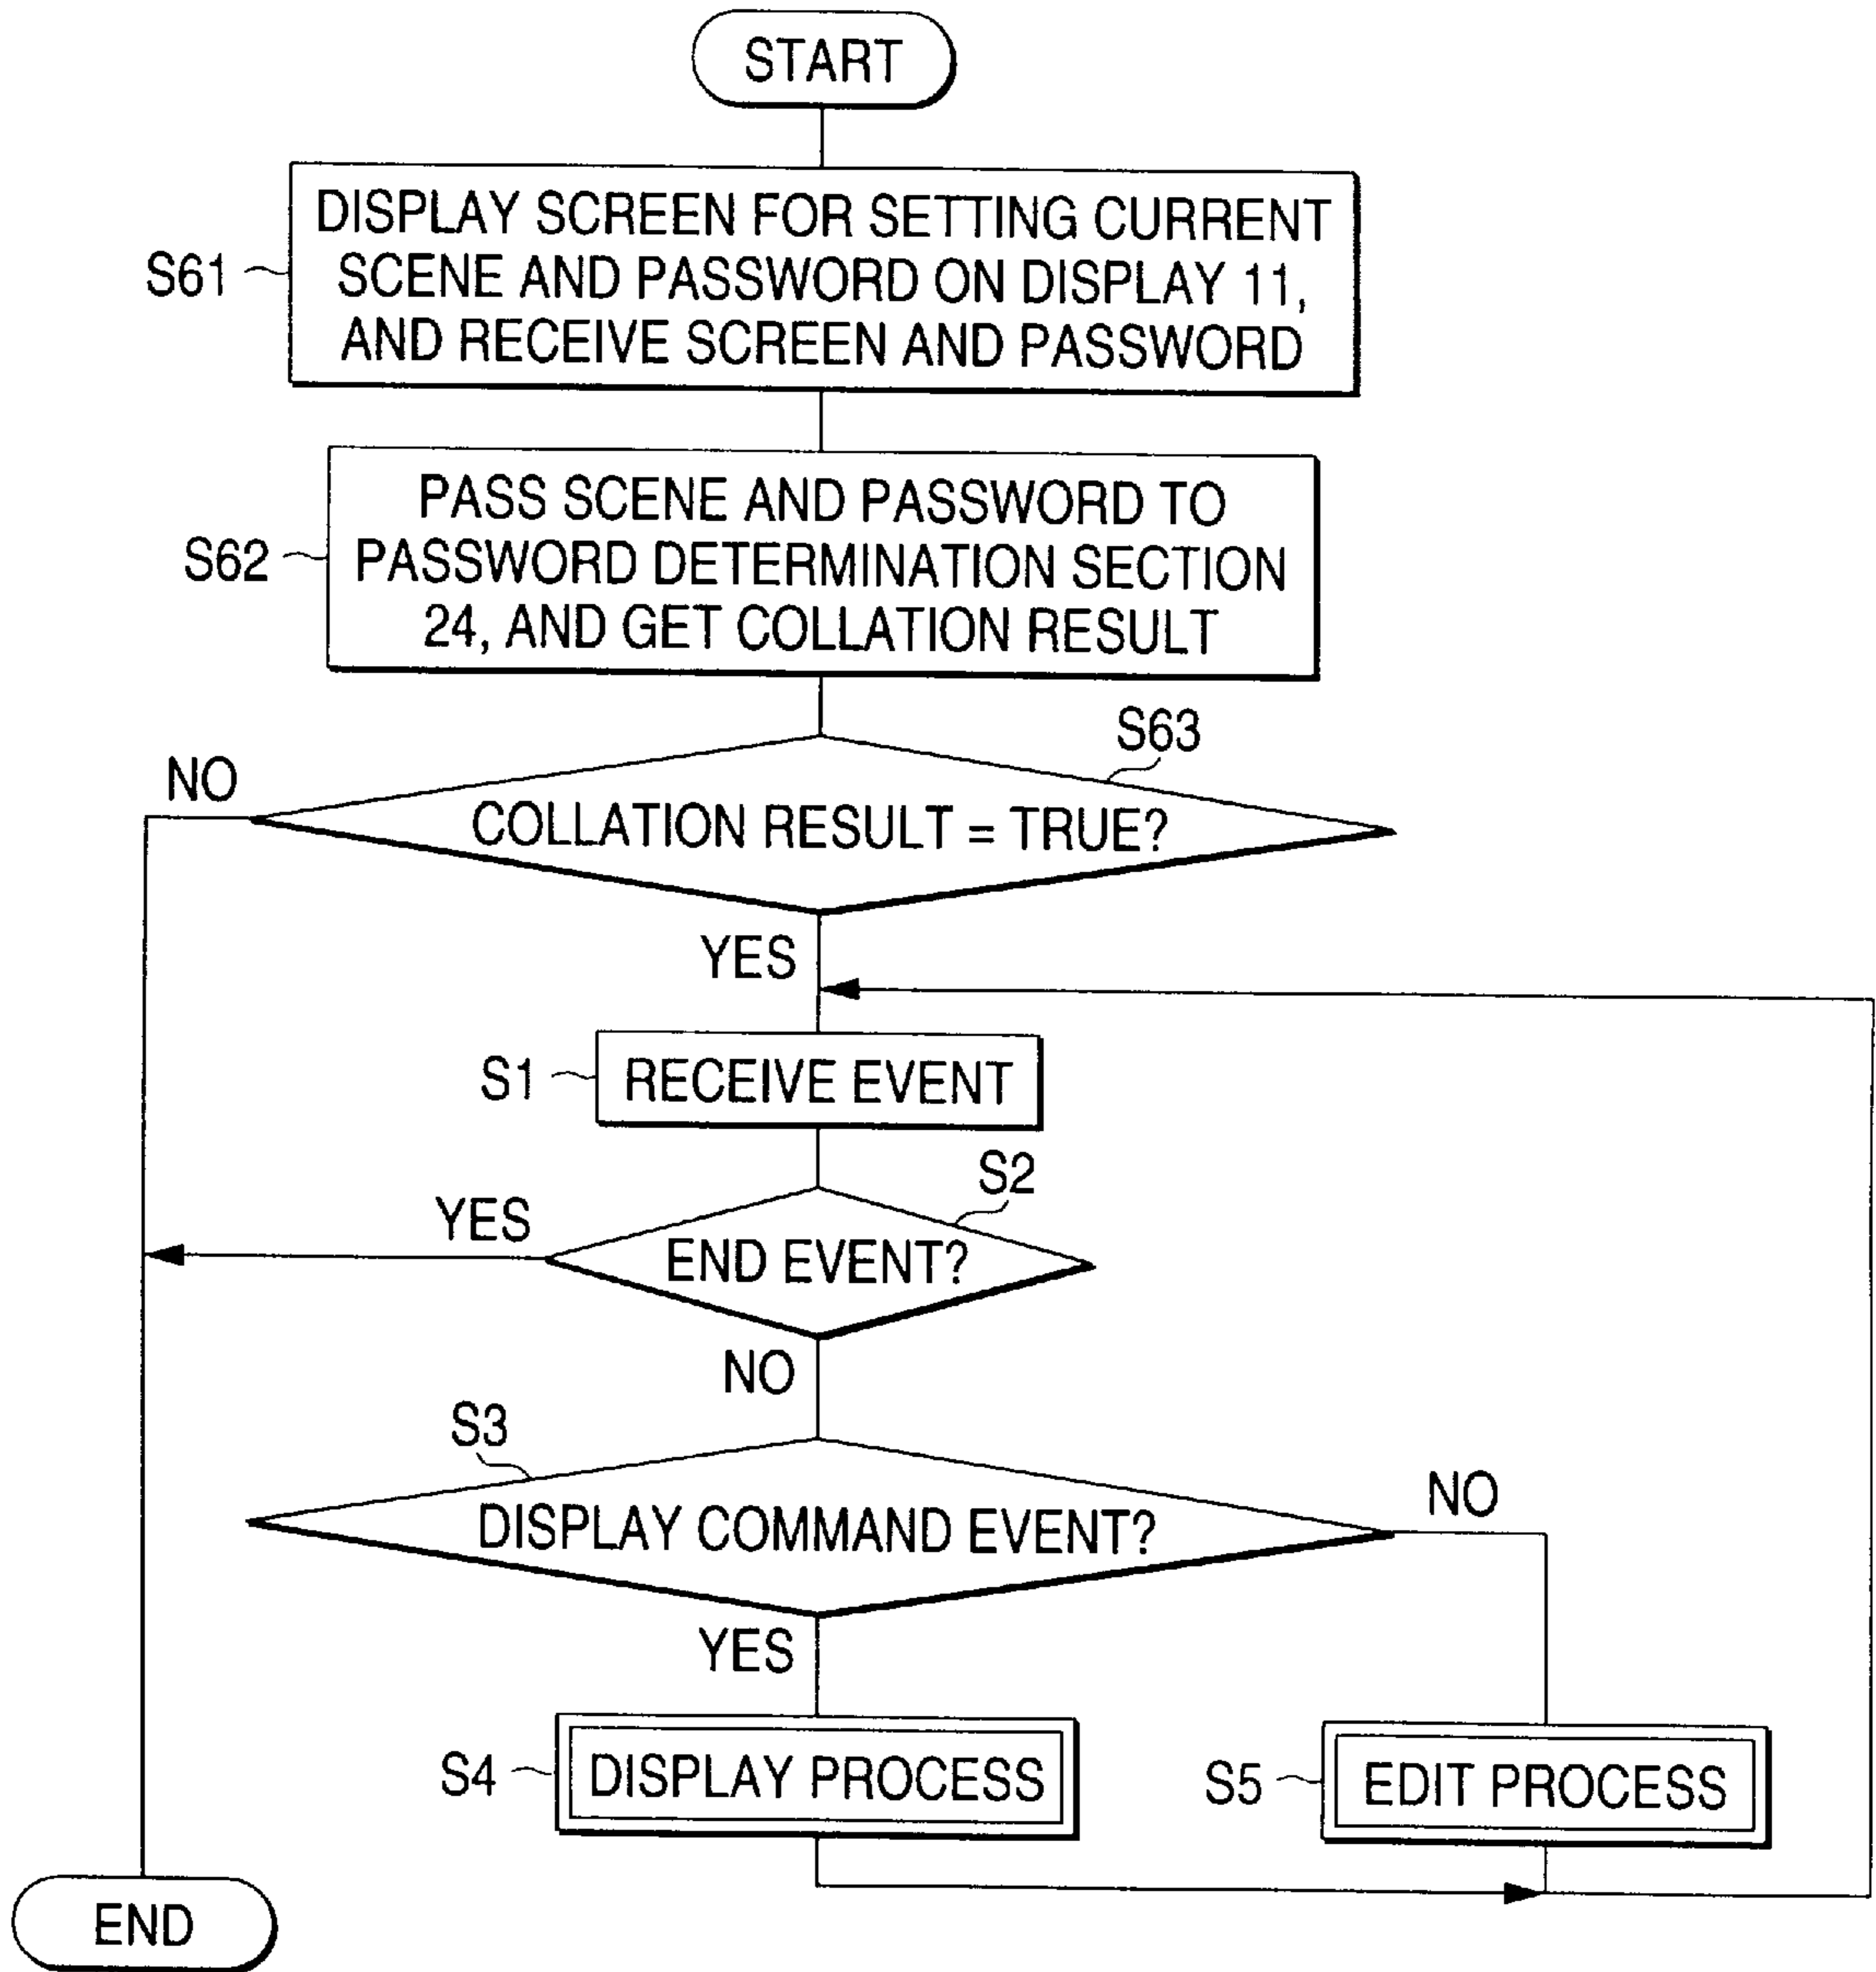 START
S61
DISPLAY SCREEN FOR SETTING CURRENT
SCENE AND PASSWORD ON DISPLAY 11,
AND RECEIVE SCREEN AND PASSWORD
S62
PASS SCENE AND PASSWORD TO
PASSWORD DETERMINATION SECTION
24, AND GET COLLATION RESULT
S63
NO
COLLATION RESULT = TRUE?
YES
S1
RECEIVE EVENT
S2
YES
END EVENT?
NO
S3
NO
DISPLAY COMMAND EVENT?
YES
S4
DISPLAY PROCESS
S5
EDIT PROCESS
END